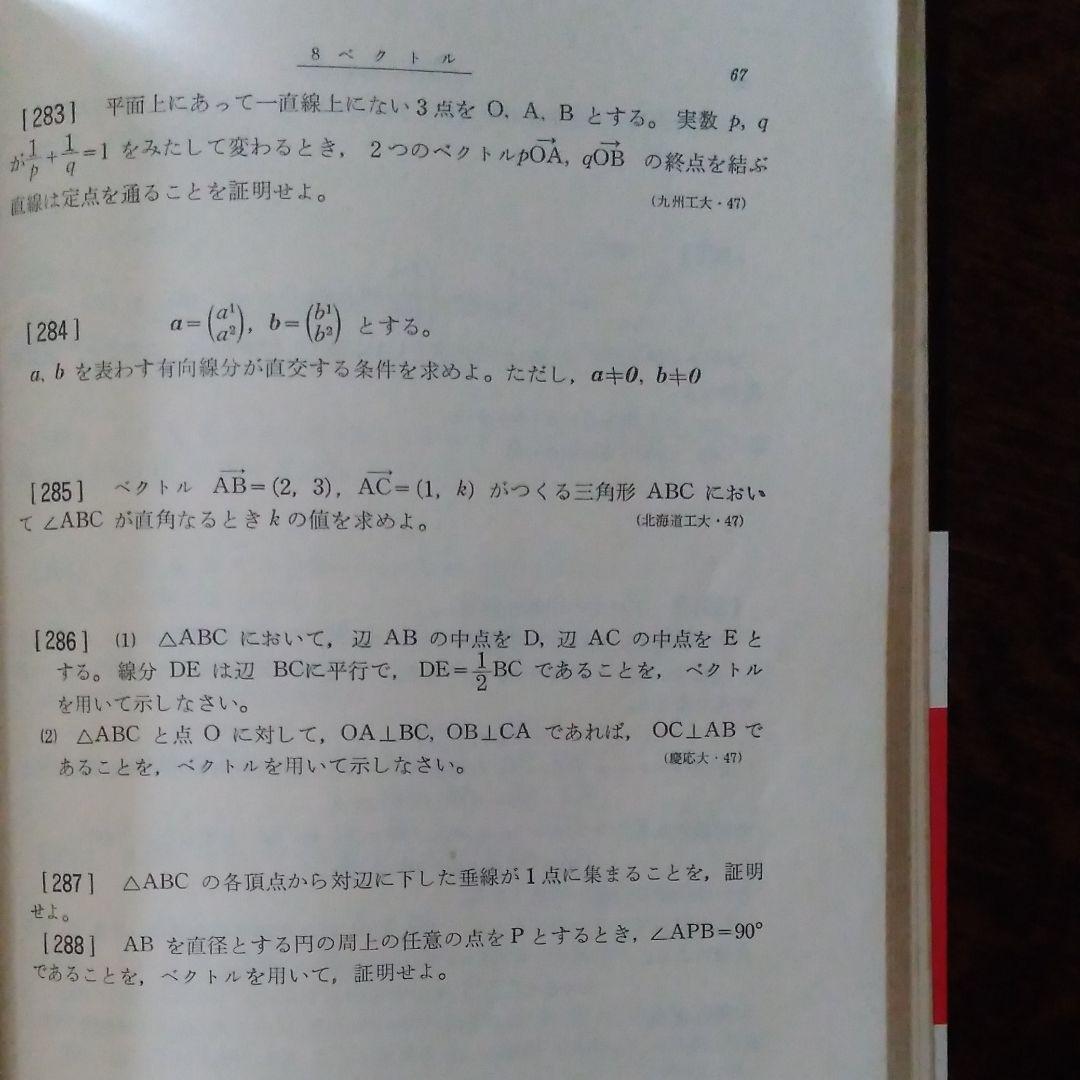 8 ベクトル
67
[283] 平面上にあって一直線上にない3点を O, A, B とする。実数 p, q
が1/p+1/q=1 をみたして変わるとき, 2つのベクトルp\overrightarrow{OA}, q\overrightarrow{OB} の終点を結ぶ
直線は定点を通ることを証明せよ。 (九州工大・47)
[284] a=(a¹ a²), b=(b¹ b²) とする。
a, b を表わす有向線分が直交する条件を求めよ。ただし, a≠0, b≠0
[285] ベクトル \overrightarrow{AB}=(2, 3), \overrightarrow{AC}=(1, k) がつくる三角形 ABC におい
て ∠ABC が直角なるとき k の値を求めよ。 (北海道工大・47)
[286] (1) △ABC において, 辺 AB の中点を D, 辺 AC の中点を E と
する。線分 DE は辺 BCに平行で, DE=1/2BC であることを, ベクトル
を用いて示しなさい。
(2) △ABC と点 O に対して, OA⊥BC, OB⊥CA であれば, OC⊥AB で
あることを, ベクトルを用いて示しなさい。 (慶応大・47)
[287] △ABC の各頂点から対辺に下した垂線が1点に集まることを, 証明
せよ。
[288] AB を直径とする円の周上の任意の点をPとするとき, ∠APB=90°
であることを, ベクトルを用いて, 証明せよ。